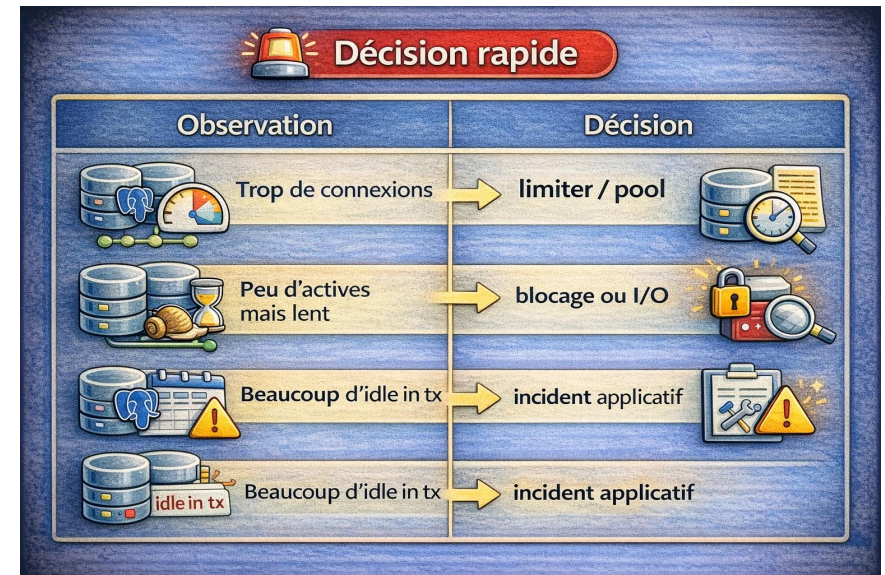 Décision rapide
Observation
Décision
Trop de connexions
limiter / pool
Peu d'actives
mais lent
blocage ou I/O
Beaucoup d'idle in tx
incident applicatif
idle in tx
Beaucoup d'idle in tx
incident applicatif